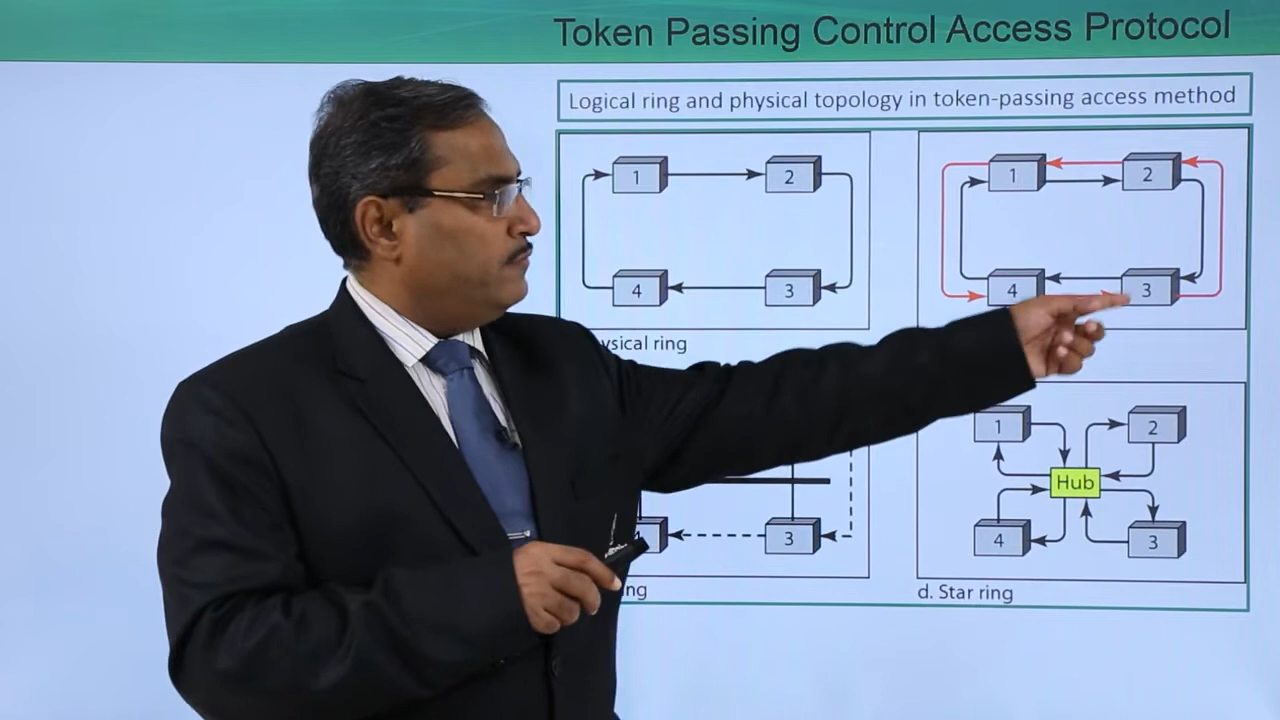 Token Passing Control Access Protocol
Logical ring and physical topology in token-passing access method
1 2
4 3
1 2
4 3
ring
3
1 2
Hub
4 3
d. Star ring